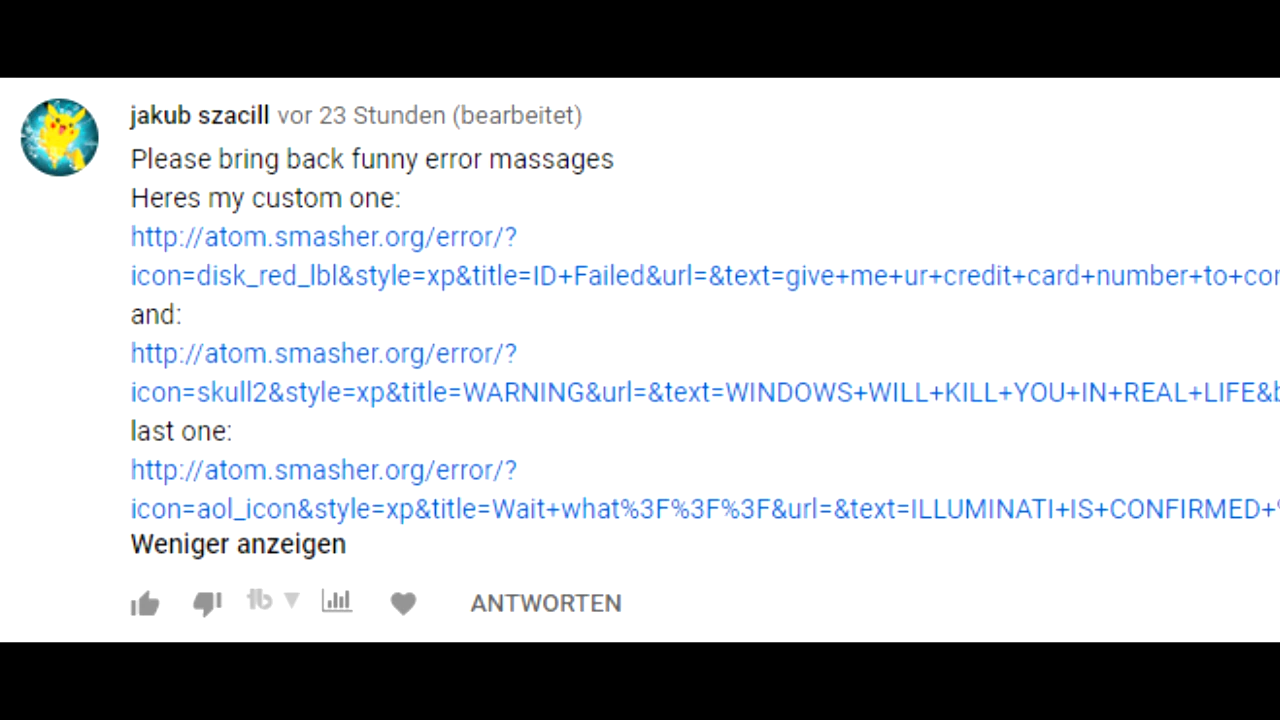 jakub szacill vor 23 Stunden (bearbeitet)
Please bring back funny error massages
Heres my custom one:
http://atom.smasher.org/error/?
icon=disk_red_lbl&style=xp&title=ID+Failed&url=&text=give+me+ur+credit+card+number+to+cor
and:
http://atom.smasher.org/error/?
icon=skull2&style=xp&title=WARNING&url=&text=WINDOWS+WILL+KILL+YOU+IN+REAL+LIFE&b
last one:
http://atom.smasher.org/error/?
icon=aol_icon&style=xp&title=Wait+what%3F%3F%3F&url=&text=ILLUMINATI+IS+CONFIRMED+%
Weniger anzeigen
ANTWORTEN